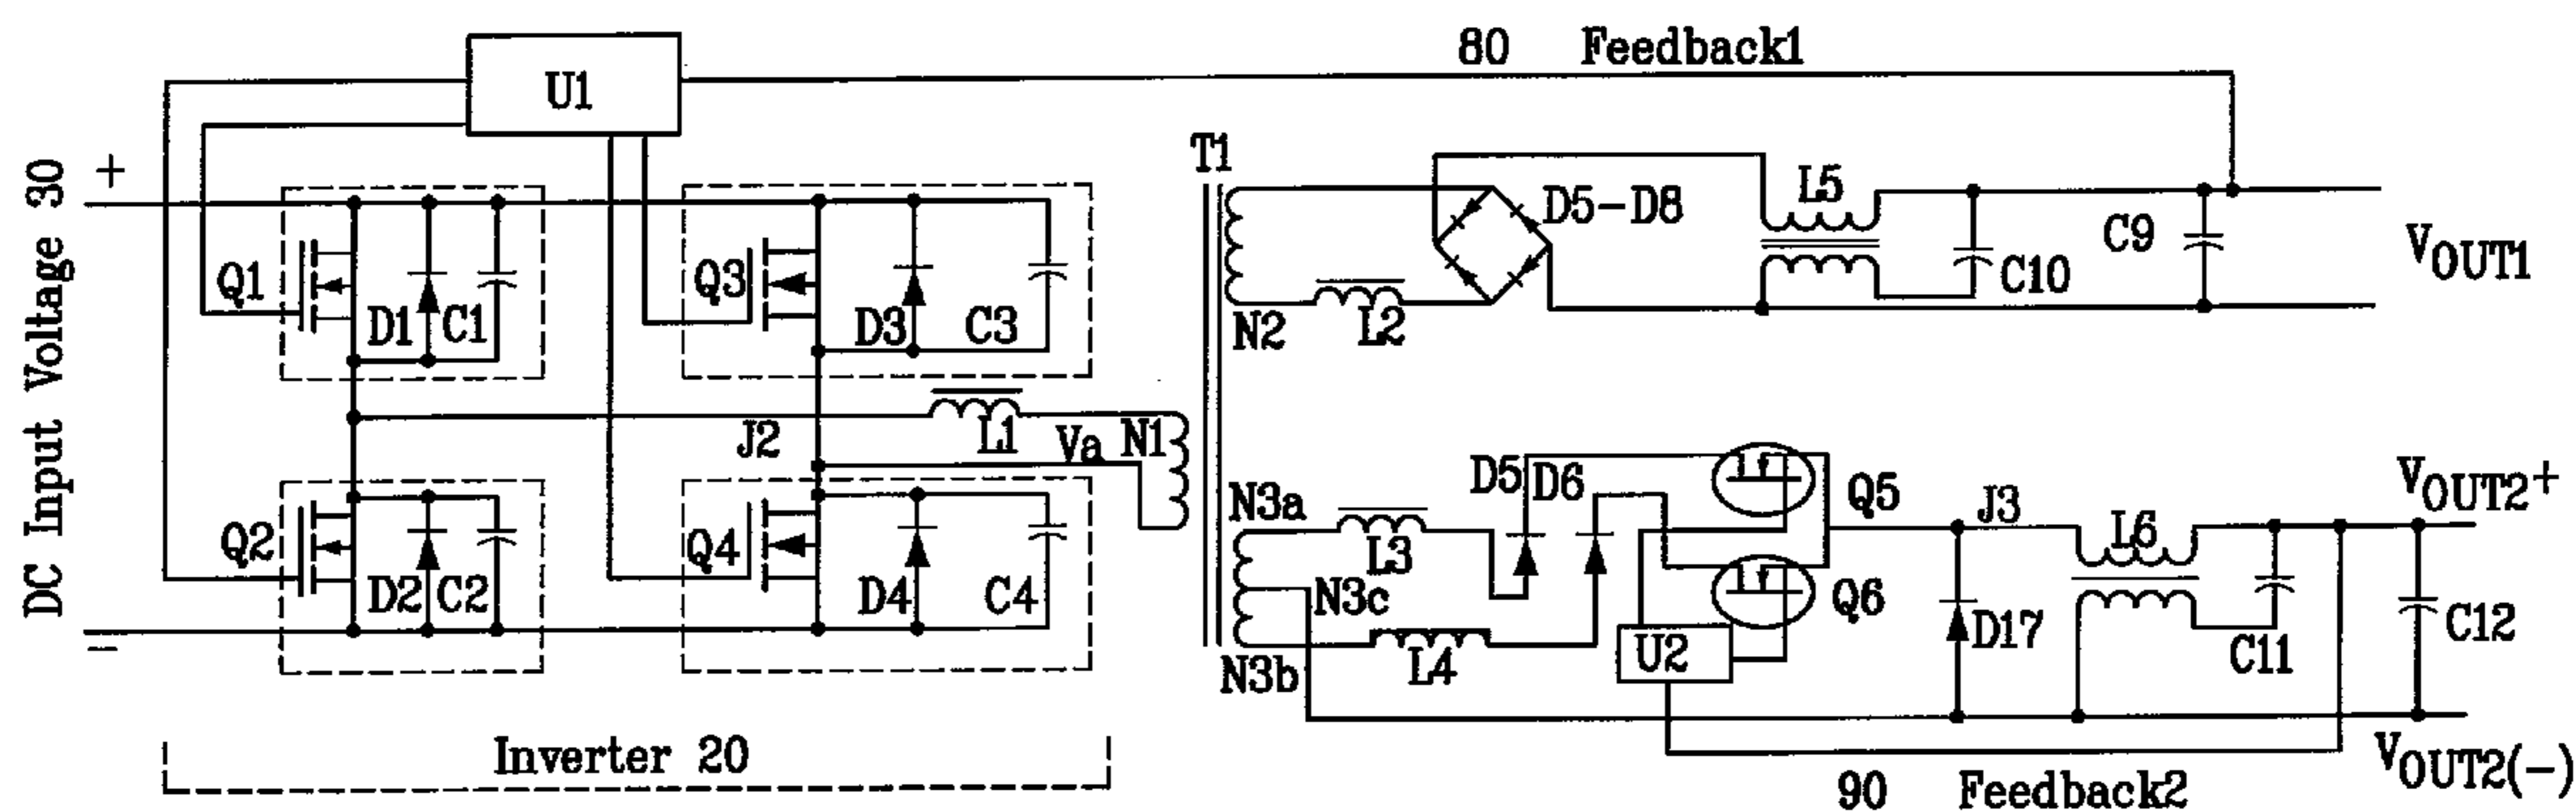 80 Feedback1
U1
DC Input Voltage 30
+
−
Q1
D1
C1
Q3
D3
C3
T1
D5-D8
L5
C10
C9
VOUT1
N2
L2
J2
L1
Va
N1
Q2
D2
C2
Q4
D4
C4
N3a
L3
N3c
N3b
L4
D5
D6
Q5
Q6
U2
J3
L6
D17
C11
C12
VOUT2+
VOUT2(-)
Inverter 20
90 Feedback2